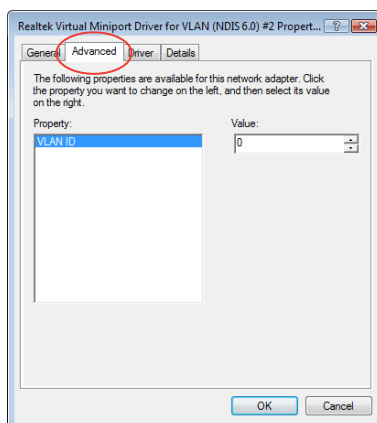 Realtek Virtual Miniport Driver for VLAN (NDIS 6.0) #2 Propert...
General Advanced Driver Details
The following properties are available for this network adapter. Click
the property you want to change on the left, and then select its value
on the right.
Property:
Value:
VLAN ID
0
OK Cancel